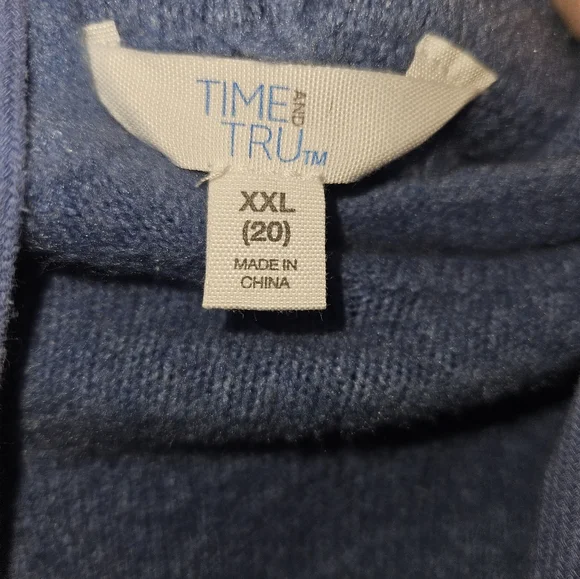 TIME AND
TRU™
XXL
(20)
MADE IN
CHINA